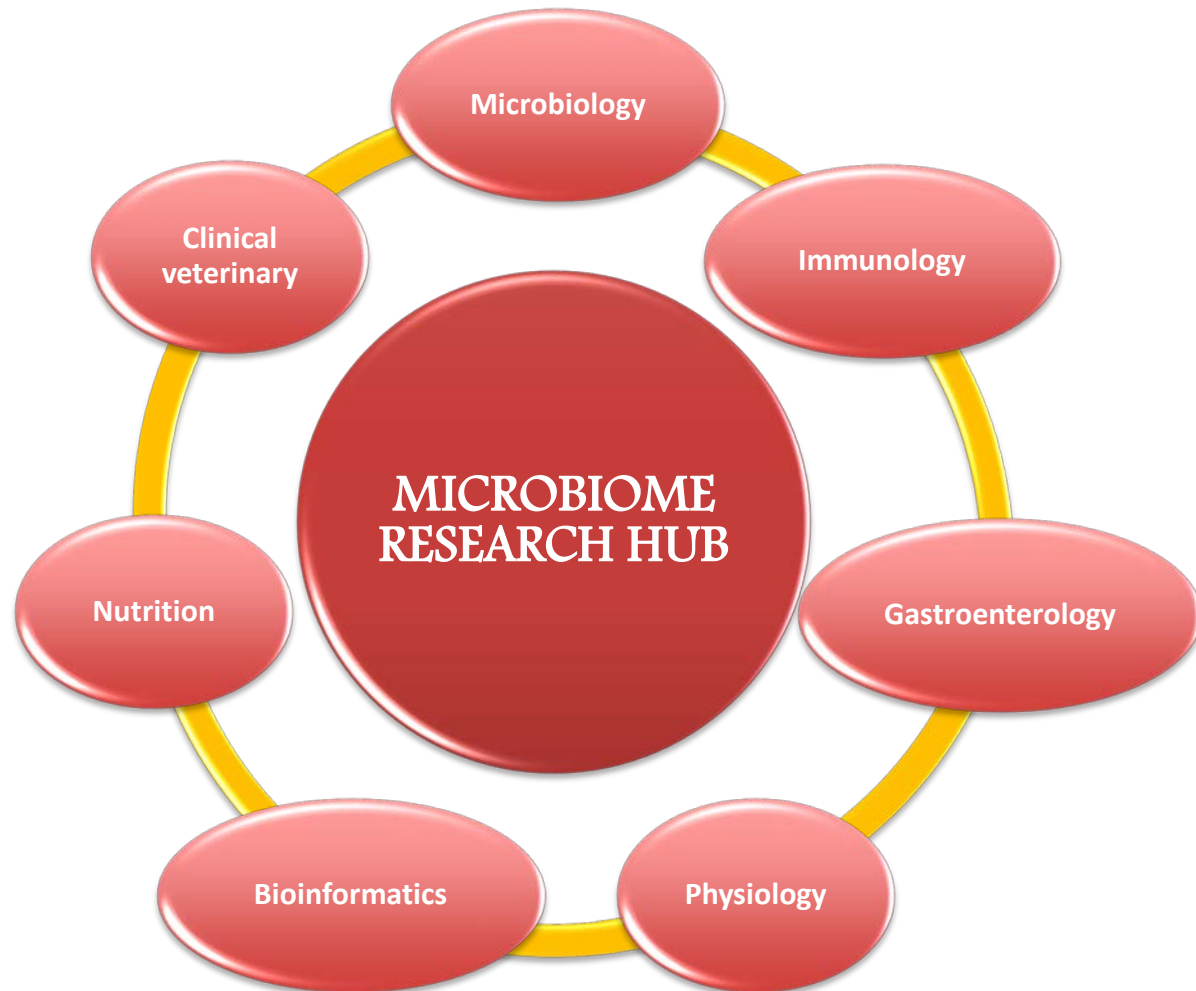 Microbiology
Immunology
Gastroenterology
Physiology
Bioinformatics
Nutrition
Clinical
veterinary
MICROBIOME
RESEARCH HUB